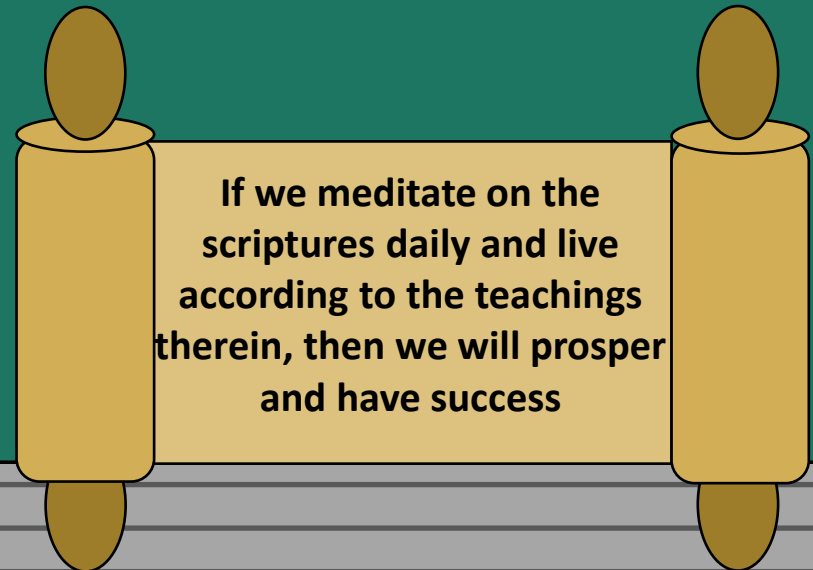 If we meditate on the
scriptures daily and live
according to the teachings
therein, then we will prosper
and have success